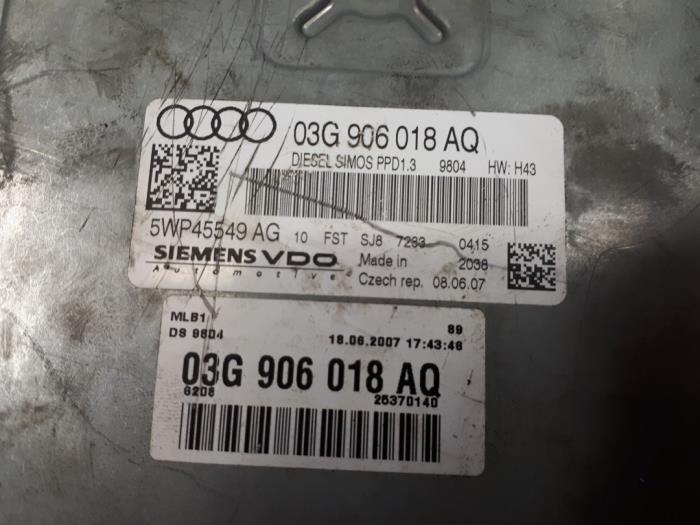 03G 906 018 AQ
DIESEL SIMOS PPD1.3 9804 HW: H43
5WP45549 AG 10 FST SJ8 7283 0415
SIEMENS VDO Made in 2038
Automotive Czech rep. 08.06.07
MLB1 89
DS 9804 18.06.2007 17:43:46
03G 906 018 AQ
6208 25370140